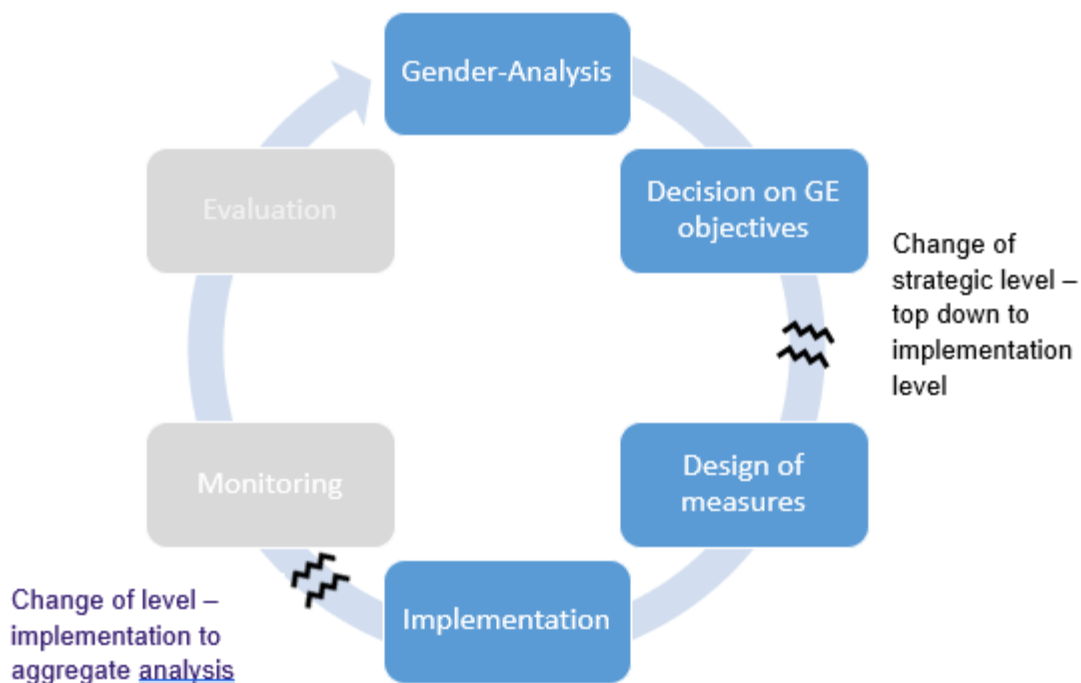 Gender-Analysis
Decision on GE
objectives
Change of
strategic level –
top down to
implementation
level
Design of
measures
Implementation
Change of level –
implementation to
aggregate analysis
Monitoring
Evaluation